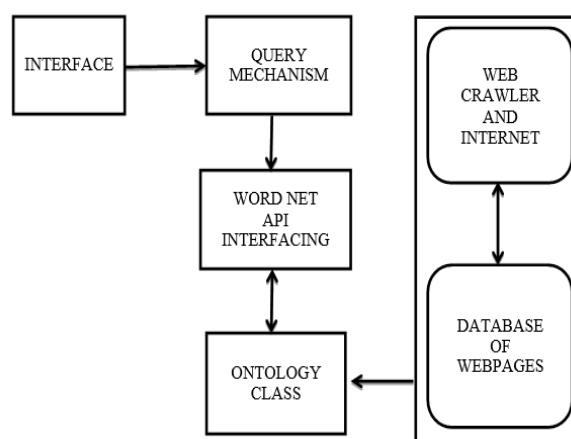 INTERFACE
QUERY
MECHANISM
WORD NET
API
INTERFACING
ONTOLOGY
CLASS
WEB
CRAWLER
AND
INTERNET
DATABASE
OF
WEBPAGES